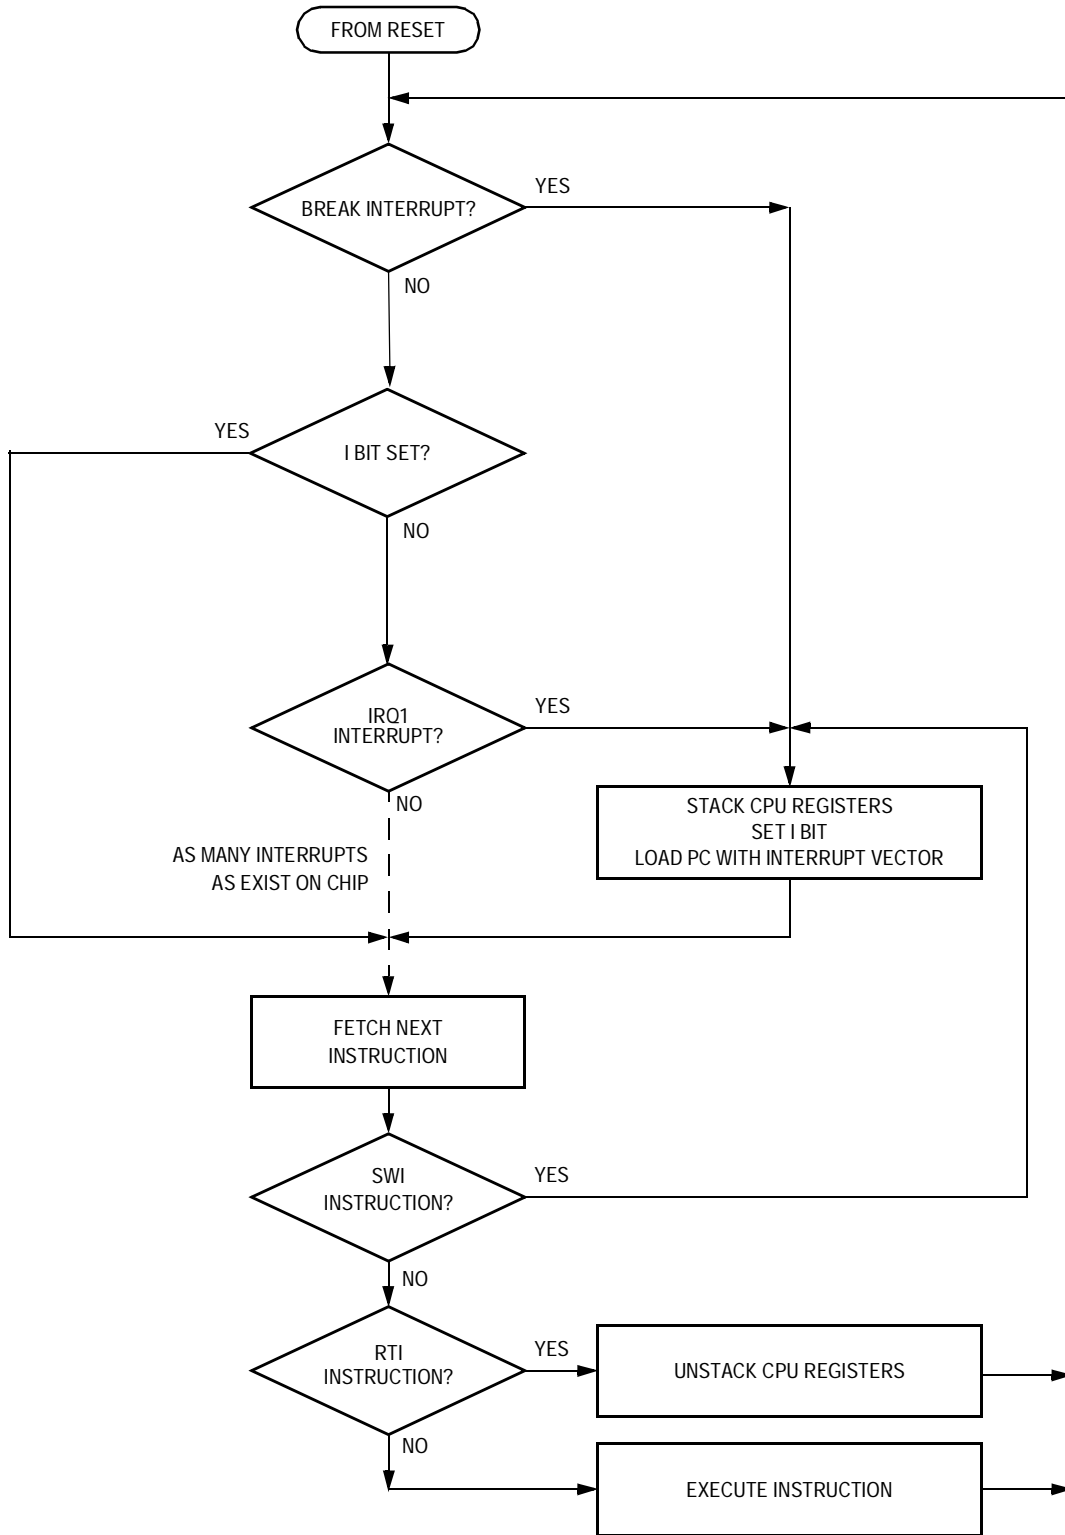 FROM RESET
BREAK INTERRUPT?
YES
NO
YES
I BIT SET?
NO
IRQ1
INTERRUPT?
YES
NO
STACK CPU REGISTERS
SET I BIT
LOAD PC WITH INTERRUPT VECTOR
AS MANY INTERRUPTS
AS EXIST ON CHIP
FETCH NEXT
INSTRUCTION
SWI
INSTRUCTION?
YES
NO
RTI
INSTRUCTION?
YES
UNSTACK CPU REGISTERS
NO
EXECUTE INSTRUCTION